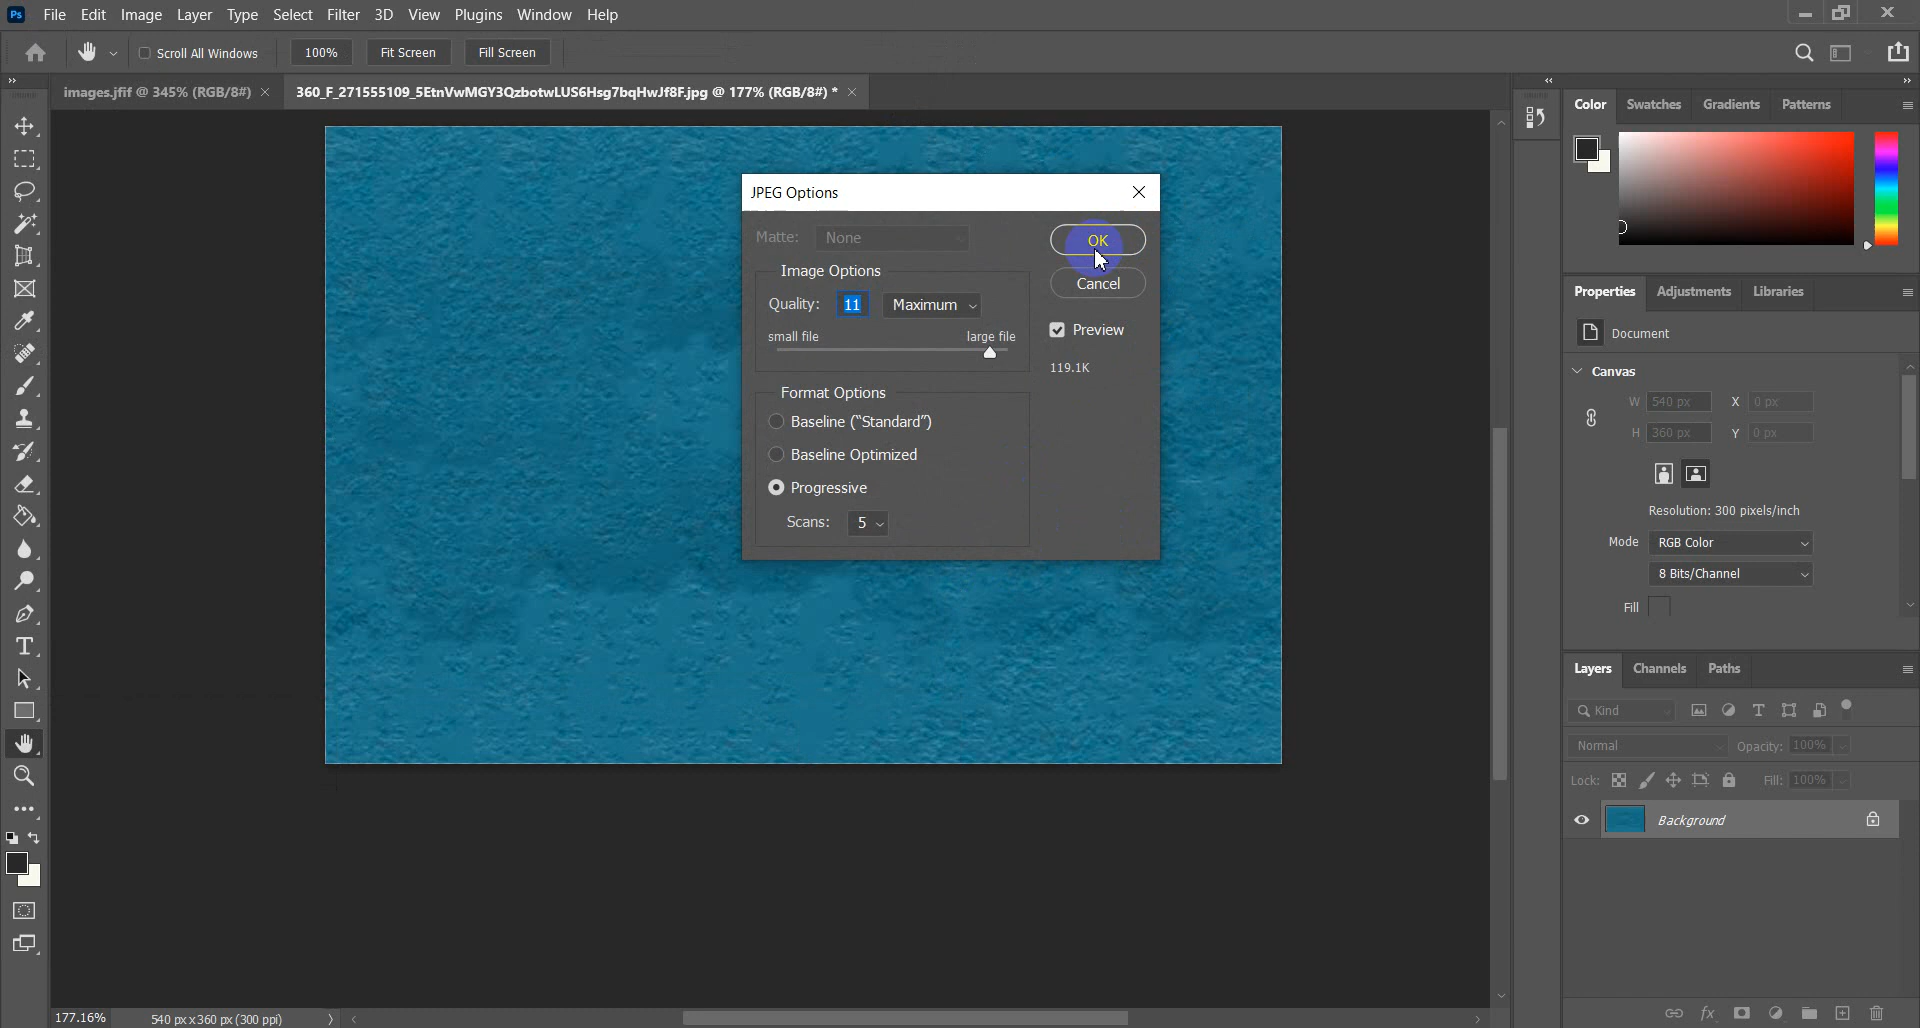 Ps File Edit Image Layer Type Select Filter 3D View Plugins Window Help
Scroll All Windows 100% Fit Screen Fill Screen
images.jfif @ 345% (RGB/8#) 360_F_271555109_5EtnVwMGY3QzbotwLUS6Hsg7bqHwJf8F.jpg @ 177% (RGB/8#) *
JPEG Options
Matte: None
OK
Cancel
Image Options
Quality: 11 Maximum
small file large file
Preview
119.1K
Format Options
Baseline (“Standard”)
Baseline Optimized
Progressive
Scans: 5
Color Swatches Gradients Patterns
Properties Adjustments Libraries
Document
Canvas
W 540 px X 0 px
H 360 px Y 0 px
Resolution: 300 pixels/inch
Mode RGB Color
8 Bits/Channel
Fill
Layers Channels Paths
Kind
Normal Opacity: 100%
Lock: Fill: 100%
Background
177.16% 540 px x 360 px (300 ppi)